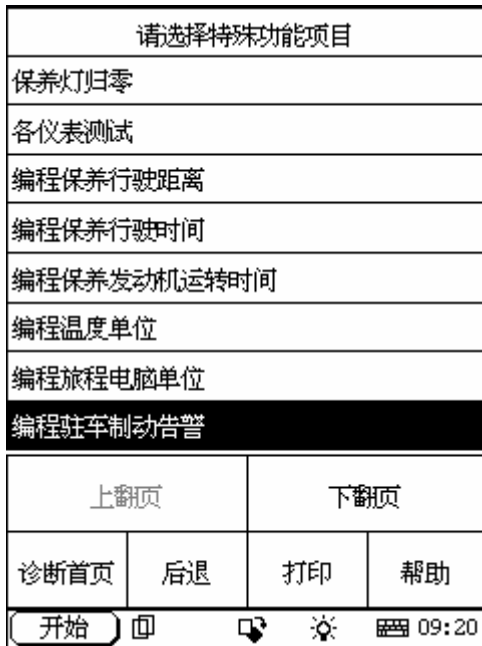 请选择特殊功能项目
保养灯归零
各仪表测试
编程保养行驶距离
编程保养行驶时间
编程保养发动机运转时间
编程温度单位
编程旅程电脑单位
编程驻车制动告警
上翻页 下翻页
诊断首页 后退 打印 帮助
开始 09:20